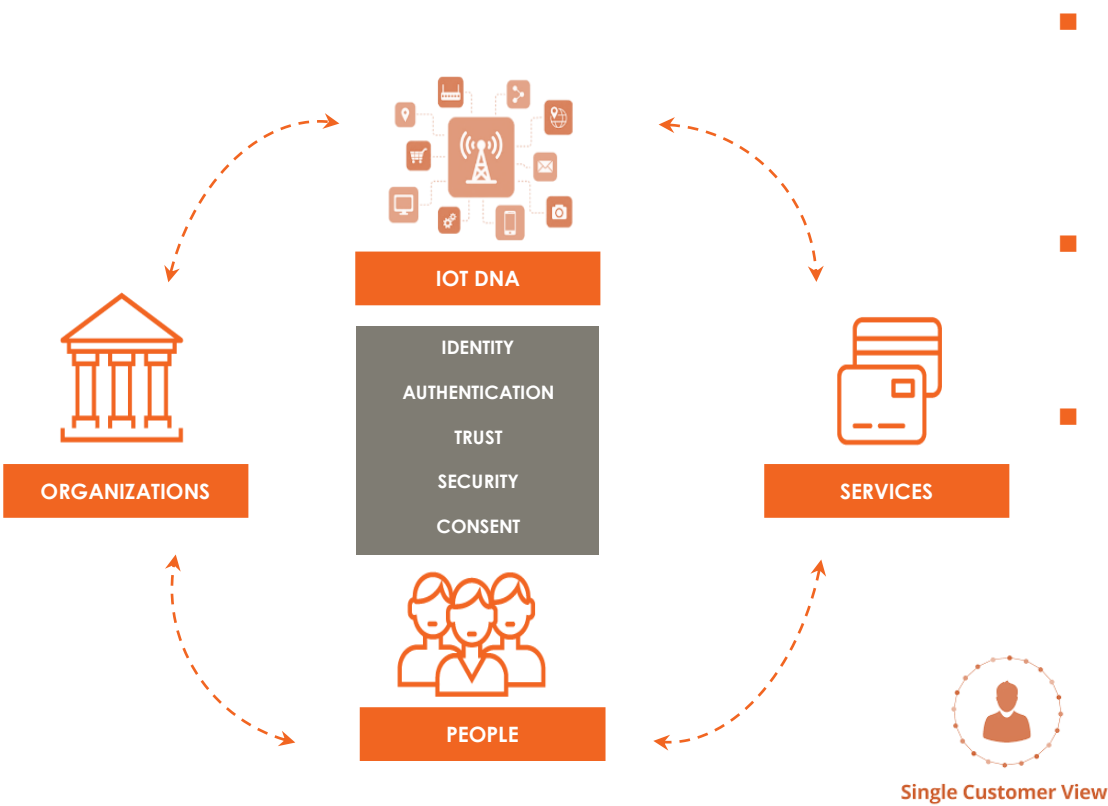 IOT DNA
IDENTITY
AUTHENTICATION
TRUST
SECURITY
CONSENT
ORGANIZATIONS
SERVICES
PEOPLE
Single Customer View